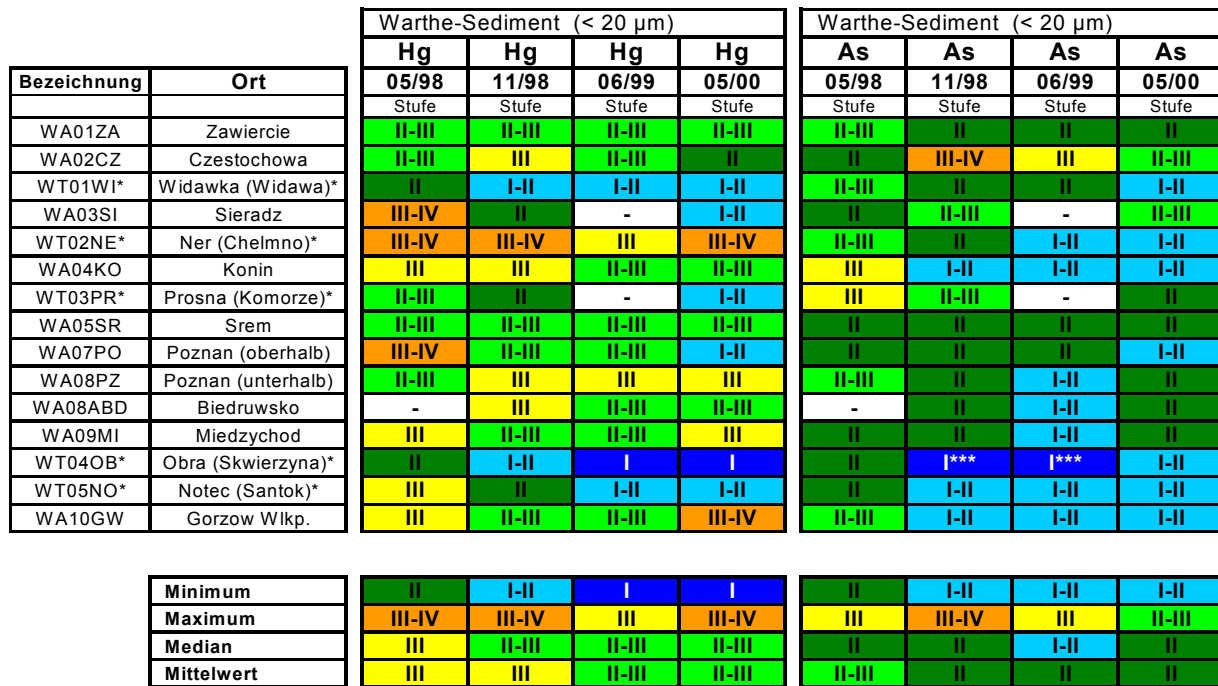 Warthe-Sediment (< 20 µm) Warthe-Sediment (< 20 µm)
Hg Hg Hg Hg As As As As
Bezeichnung Ort 05/98 11/98 06/99 05/00 05/98 11/98 06/99 05/00
Stufe Stufe Stufe Stufe Stufe Stufe Stufe Stufe
WA01ZA Zawiercie II-III II-III II-III II-III II-III II II II
WA02CZ Czestochowa II-III III II-III II II III-IV III II-III
WT01WI* Widawka (Widawa)* II I-II I-II I-II II-III II II I-II
WA03SI Sieradz III-IV II - I-II II II-III - II-III
WT02NE* Ner (Chelmno)* III-IV III-IV III III-IV II-III II I-II I-II
WA04KO Konin III III II-III II-III III I-II I-II I-II
WT03PR* Prosna (Komorze)* II-III II - I-II III II-III - II
WA05SR Srem II-III II-III II-III II-III II II II II
WA07PO Poznan (oberhalb) III-IV II-III II-III I-II II II II I-II
WA08PZ Poznan (unterhalb) II-III III III III II-III II I-II II
WA08ABD Biedruwsko - III II-III II-III - II I-II II
WA09MI Miedzychod III II-III II-III III II II I-II II
WT04OB* Obra (Skwierzyna)* II I-II I I II I*** I*** I-II
WT05NO* Notec (Santok)* III II I-II I-II II I-II I-II I-II
WA10GW Gorzow Wlkp. III II-III II-III III-IV II-III I-II I-II I-II
Minimum II I-II I I II I-II I-II I-II
Maximum III-IV III-IV III III-IV III III-IV III II-III
Median III II-III II-III II-III II II I-II II
Mittelwert III III II-III II-III II-III II II II